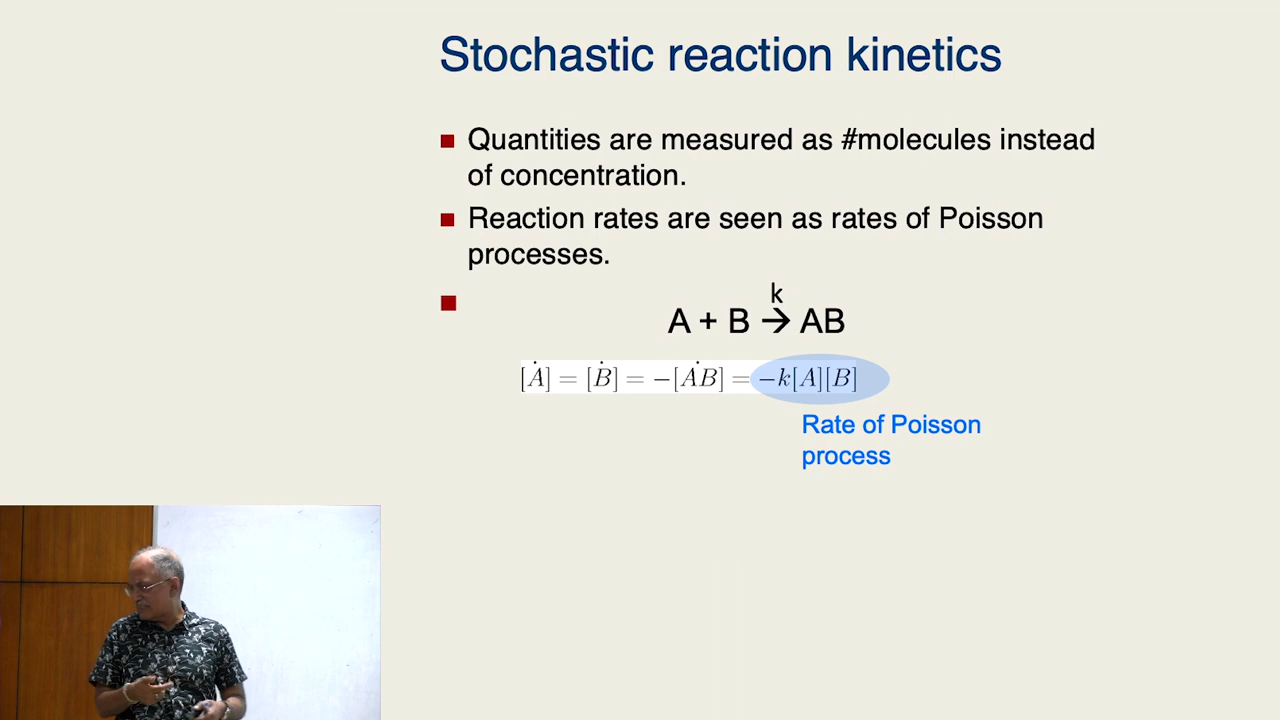 Stochastic reaction kinetics
Quantities are measured as #molecules instead
of concentration.
Reaction rates are seen as rates of Poisson
processes.
k
A + B → AB
[Ȧ] = [Ḃ] = −[AḂ] = −k[A][B]
Rate of Poisson
process